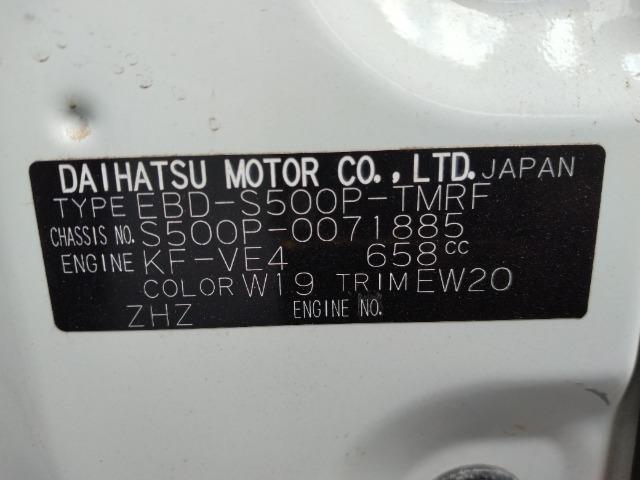 DAIHATSU MOTOR CO., LTD. JAPAN
TYPE EBD-S500P-TMRF
CHASSIS NO. S500P-0071885
ENGINE KF-VE4 658CC
COLOR W19 TRIM EW20
ZHZ ENGINE NO.